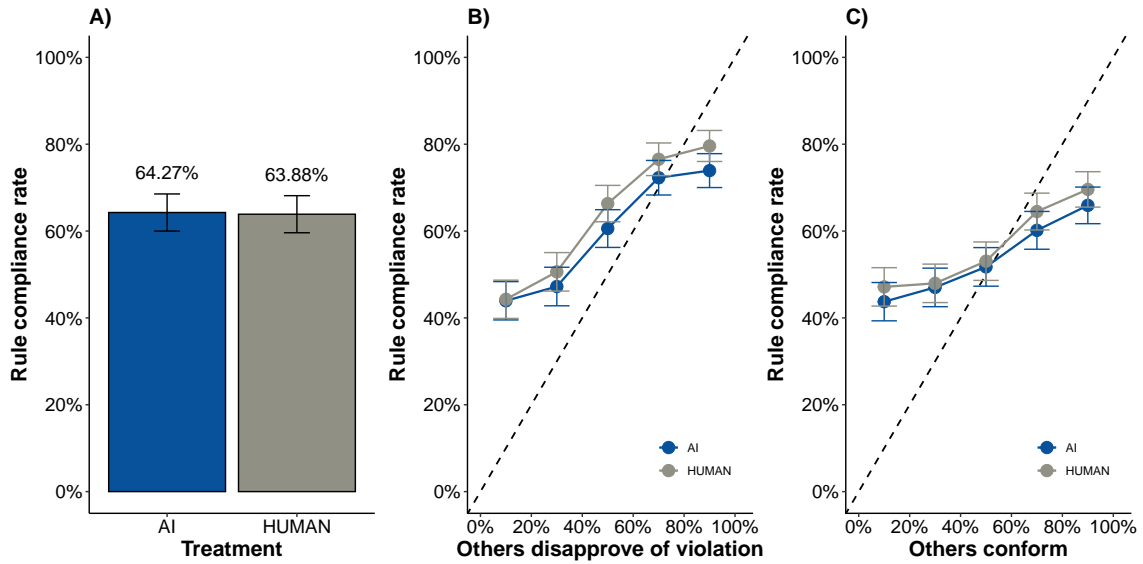 A)
Rule compliance rate
100%
80%
60%
40%
20%
0%
64.27%
63.88%
AI
HUMAN
Treatment
B)
Rule compliance rate
100%
80%
60%
40%
20%
0%
AI
HUMAN
0% 20% 40% 60% 80% 100%
Others disapprove of violation
C)
Rule compliance rate
100%
80%
60%
40%
20%
0%
AI
HUMAN
0% 20% 40% 60% 80% 100%
Others conform